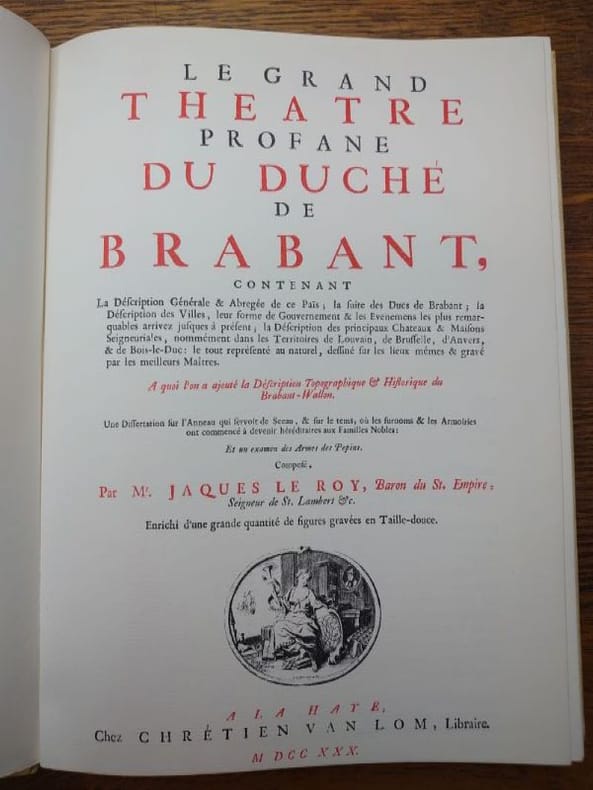 LE GRAND
THEATRE
PROFANE
DU DUCHÉ
DE
BRABANT,
CONTENANT
La Déſcription Générale & Abregée de ce Païs; la ſuite des Ducs de Brabant; la
Déſcription des Villes, leur forme de Gouvernement & les Evenemens les plus remar-
quables arrivez juſques à préſent; la Déſcription des principaux Chateaux & Maiſons
Seigneuriales, nommément dans les Territoires de Louvain, de Bruſſelle, d'Anvers,
& de Bois-le-Duc: le tout repréſenté au naturel, deſſiné ſur les lieux mêmes & gravé
par les meilleurs Maîtres.
A quoi l'on a ajouté la Déſcription Topographique & Hiſtorique du
Brabant-Wallon.
Une Diſſertation ſur l'Anneau qui ſervoit de Sceau, & ſur le tems, où les ſurnoms & les Armoiries
ont commencé à devenir héréditaires aux Familles Nobles:
Et un examen des Armes des Pepins.
Compoſé,
Par Mr. JAQUES LE ROY, Baron du St. Empire;
Seigneur de St. Lambert &c.
Enrichi d'une grande quantité de figures gravées en Taille-douce.
A LA HAYE,
Chez CHRÉTIEN VAN LOM, Libraire.
M DCC XXX.